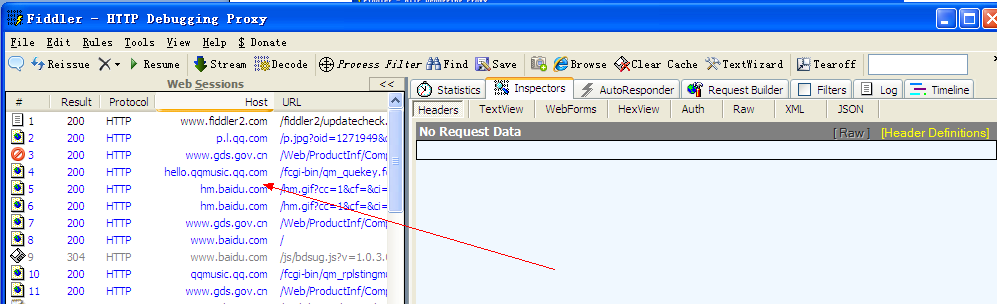 Fiddler - HTTP Debugging Proxy
File Edit Rules Tools View Help $ Donate
Reissue Resume Stream Decode Process Filter Find Save Browse Clear Cache TextWizard Tearoff
Web Sessions <<
Statistics Inspectors AutoResponder Request Builder Filters Log Timeline
# Result Protocol Host URL
Headers TextView WebForms HexView Auth Raw XML JSON
1 200 HTTP www.fiddler2.com /fiddler2/updatecheck.
No Request Data [ Raw ] [Header Definitions]
2 200 HTTP p.l.qq.com /p.jpg?oid=1271949&
3 200 HTTP www.gds.gov.cn /Web/ProductInf/Com
4 200 HTTP hello.qqmusic.qq.com /fcgi-bin/qm_quekey.f
5 200 HTTP hm.baidu.com /hm.gif?cc=1&cf=&ci=
6 200 HTTP hm.baidu.com /hm.gif?cc=1&cf=&ci=
7 200 HTTP www.gds.gov.cn /Web/ProductInf/Com
8 200 HTTP www.baidu.com /
9 304 HTTP www.baidu.com /js/bdsug.js?v=1.0.3.
10 200 HTTP qqmusic.qq.com /fcgi-bin/qm_rplstingm
11 200 HTTP www.gds.gov.cn /Web/ProductInf/Com